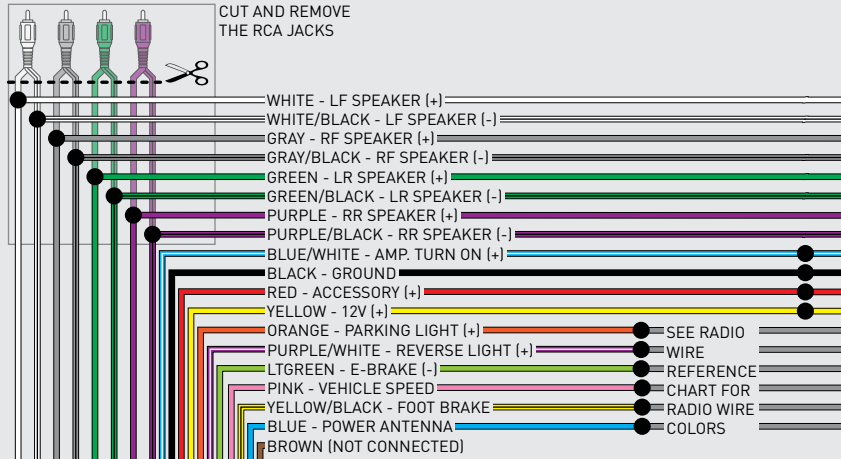 CUT AND REMOVE
THE RCA JACKS
WHITE - LF SPEAKER (+)
WHITE/BLACK - LF SPEAKER (-)
GRAY - RF SPEAKER (+)
GRAY/BLACK - RF SPEAKER (-)
GREEN - LR SPEAKER (+)
GREEN/BLACK - LR SPEAKER (-)
PURPLE - RR SPEAKER (+)
PURPLE/BLACK - RR SPEAKER (-)
BLUE/WHITE - AMP. TURN ON (+)
BLACK - GROUND
RED - ACCESSORY (+)
YELLOW - 12V (+)
ORANGE - PARKING LIGHT (+) SEE RADIO
PURPLE/WHITE - REVERSE LIGHT (+) WIRE
LTGREEN - E-BRAKE (-) REFERENCE
PINK - VEHICLE SPEED CHART FOR
YELLOW/BLACK - FOOT BRAKE RADIO WIRE
BLUE - POWER ANTENNA COLORS
BROWN (NOT CONNECTED)